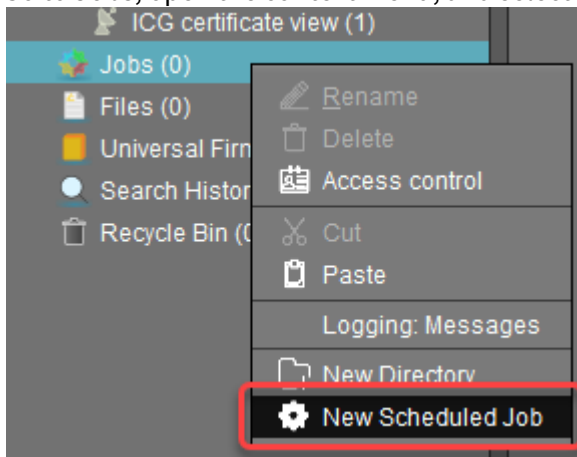 ICG certificate view (1)
Jobs (0)
Files (0)
Universal Firn
Search Histor
Recycle Bin (0
Rename
Delete
Access control
Cut
Paste
Logging: Messages
New Directory
New Scheduled Job